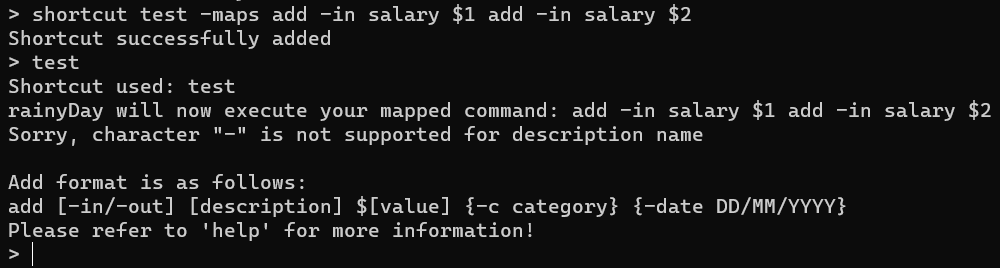 > shortcut test -maps add -in salary $1 add -in salary $2
Shortcut successfully added
> test
Shortcut used: test
rainyDay will now execute your mapped command: add -in salary $1 add -in salary $2
Sorry, character "-" is not supported for description name
Add format is as follows:
add [-in/-out] [description] $[value] {-c category} {-date DD/MM/YYYY}
Please refer to 'help' for more information!
>